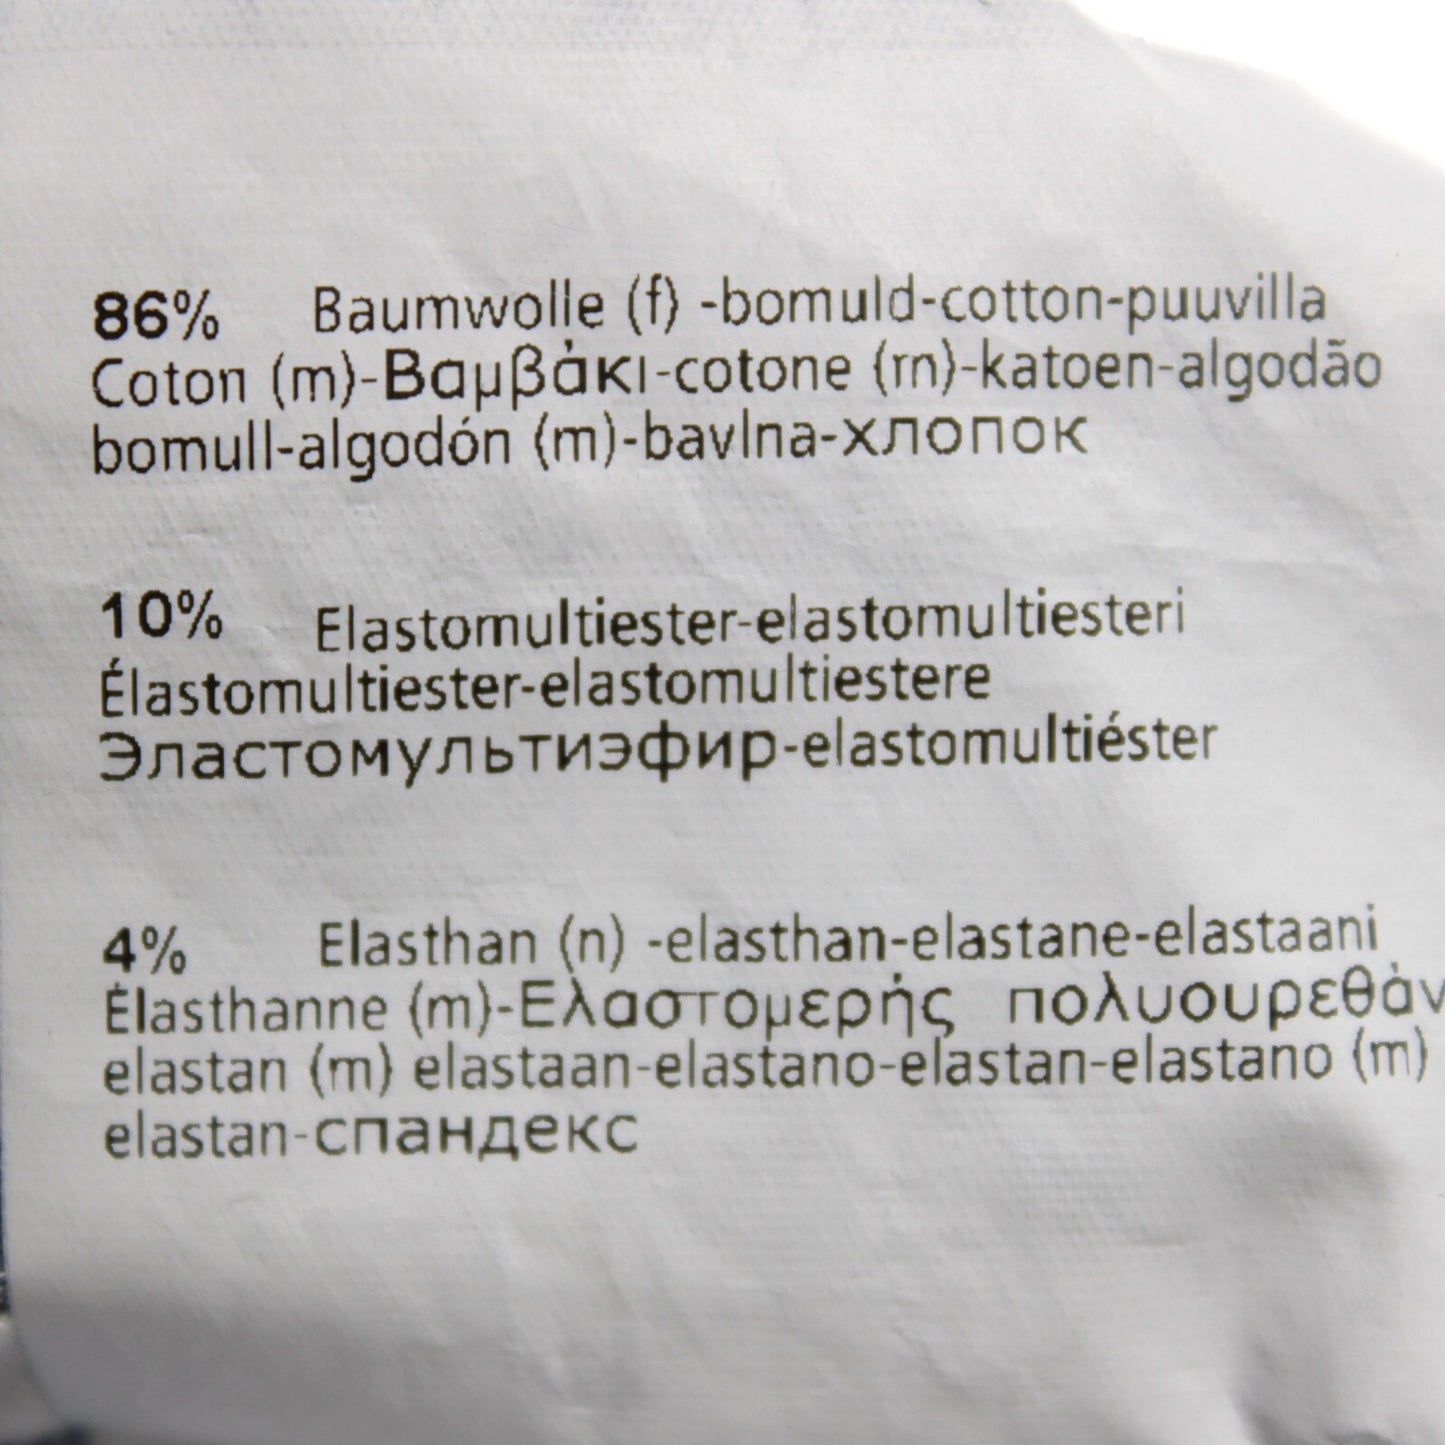 86% Baumwolle (f) -bomuld-cotton-puuvilla
Coton (m)-Βαμβάκι-cotone (m)-katoen-algodão
bomull-algodón (m)-bavlna-хлопок
10% Elastomultiester-elastomultiesteri
Élastomultiester-elastomultiestere
Эластомультиэфир-elastomultiéster
4% Elasthan (n) -elasthan-elastane-elastaani
Élasthanne (m)-Ελαστομερής πολυουρεθάν
elastan (m) elastaan-elastano-elastan-elastano (m)
elastan-спандекс